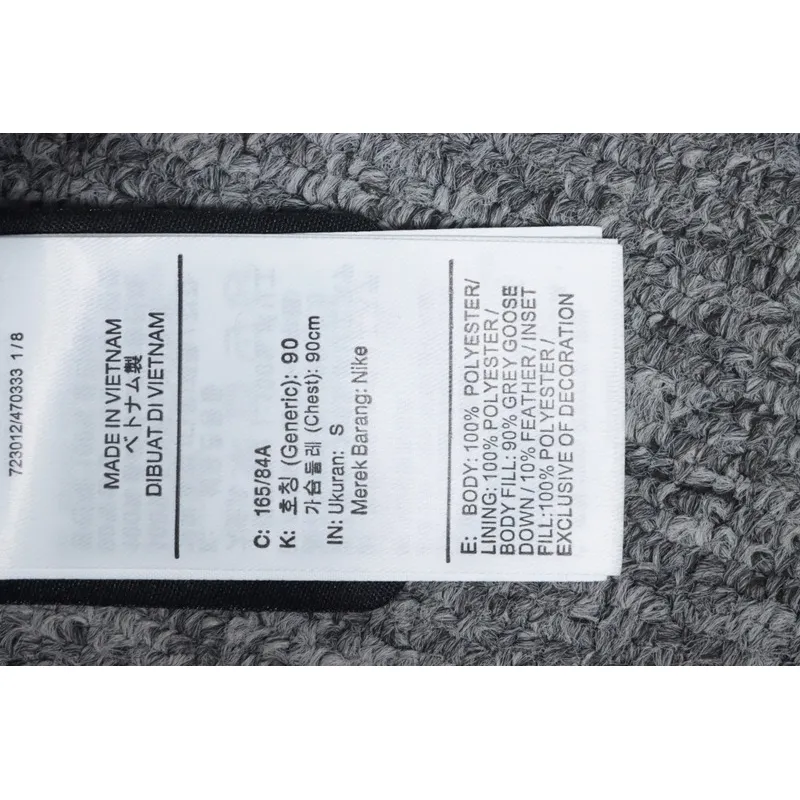 723012/470333 1/8
MADE IN VIETNAM
ベトナム製
DIBUAT DI VIETNAM
C: 165/84A
K: 호칭 (Generic): 90
가슴둘레 (Chest): 90cm
IN: Ukuran: S
Merek Barang: Nike
E: BODY: 100% POLYESTER/
LINING: 100% POLYESTER/
BODY FILL: 90% GREY GOOSE
DOWN / 10% FEATHER / INSET
FILL:100% POLYESTER/
EXCLUSIVE OF DECORATION